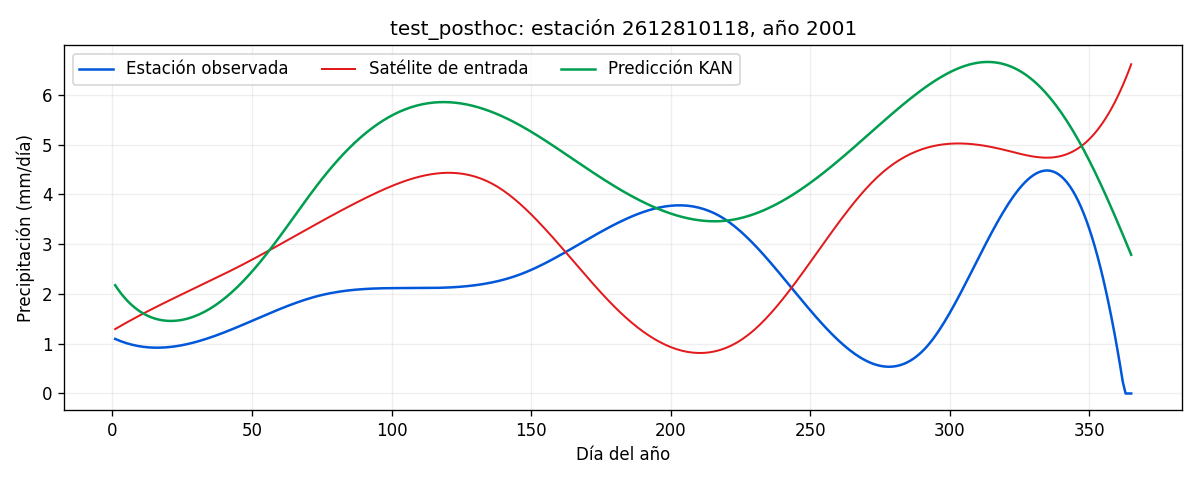 test_posthoc: estación 2612810118, año 2001
Estación observada
Satélite de entrada
Predicción KAN
Precipitación (mm/día)
6
5
4
3
2
1
0
0
50
100
150
200
250
300
350
Día del año